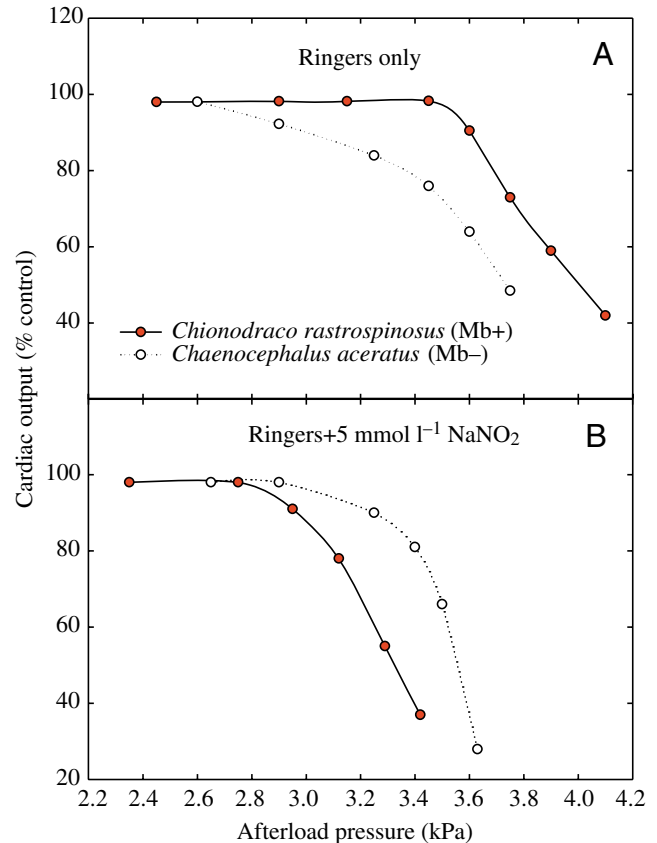 120
A
Ringers only
100
80
60
40
Chionodraco rastrospinosus (Mb+)
Chaenocephalus aceratus (Mb–)
Cardiac output (% control)
B
Ringers+5 mmol l–1 NaNO2
100
80
60
40
20
2.2 2.4 2.6 2.8 3.0 3.2 3.4 3.6 3.8 4.0 4.2
Afterload pressure (kPa)